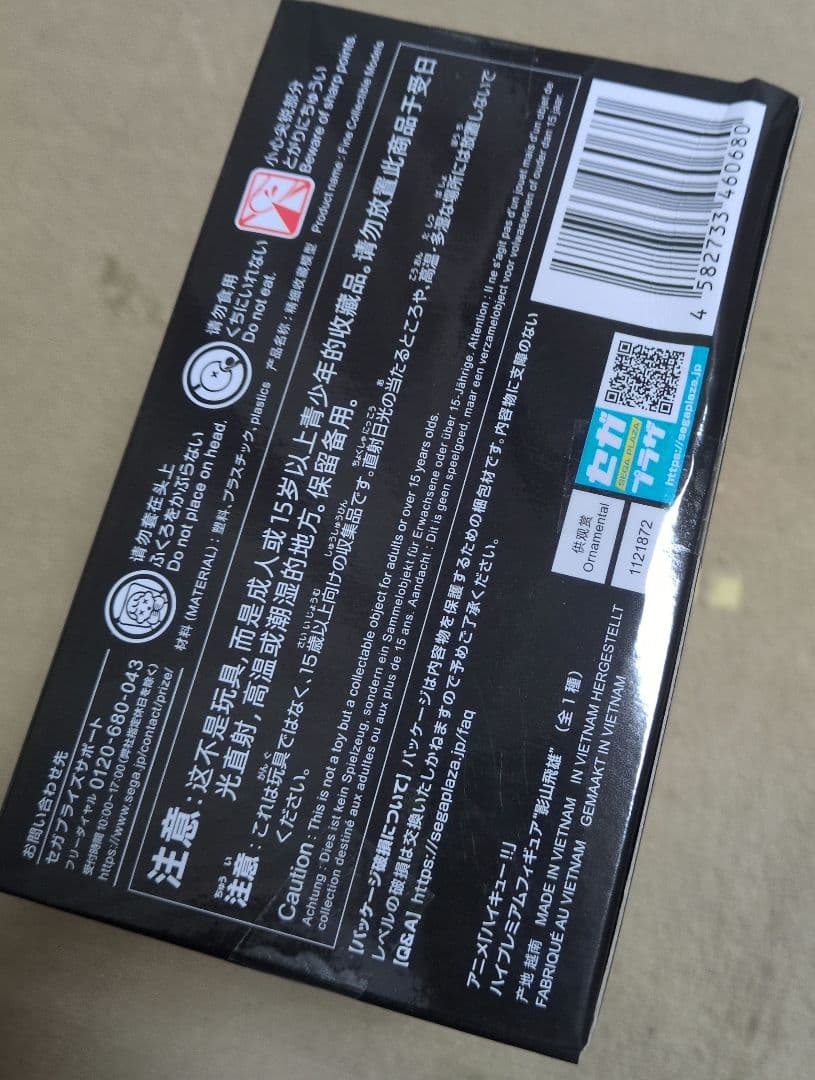 お問い合わせ先
セガプライズサポート
フリーダイヤル 0120-680-043
受付時間 10:00~17:00(弊社指定休日を除く)
https://www.sega.jp/contact/prize/
请勿套在头上
ふくろをかぶらない
Do not place on head.
请勿食用
くちにいれない
Do not eat.
小心尖锐部分
とがりにちゅうい
Beware of sharp points.
材料 (MATERIAL) : 塑料、プラスチック、plastics 产品名称 : 精细收藏模型 Product name : Fine Collectible Models
注意 : 这不是玩具,而是成人或15岁以上青少年的收藏品。请勿放置此商品于受日
光直射,高温或潮湿的地方。保留备用。
注意 : これは玩具ではなく、15歳以上向けの収集品です。直射日光の当たるところや、高温・多湿な場所には放置しないで
ください。
Caution : This is not a toy but a collectable object for adults or over 15 years olds.
Achtung : Dies ist kein Spielzeug, sondern ein Sammelobjekt für Erwachsene oder über 15-Jährige. Attention : Il ne s'agit pas d'un jouet mais d'un objet de
collection destiné aux adultes ou aux plus de 15 ans. Aandacht : Dit is geen speelgoed, maar een verzamelobject voor volwassenen of ouder dan 15 jaar.
【パッケージ破損について】パッケージは内容物を保護するための梱包材です。内容物に支障のない
レベルの破損は交換いたしかねますので予めご了承ください。
【Q&A】https://segaplaza.jp/faq
アニメ「ハイキュー!!」
ハイプレミアムフィギュア"影山飛雄" (全1種)
产地 越南 MADE IN VIETNAM IN VIETNAM HERGESTELLT
FABRIQUÉ AU VIETNAM GEMAAKT IN VIETNAM
供观赏
Ornamental
1121872
セガ
SEGA PLAZA
プラザ
https://segaplaza.jp
4 582733 460680